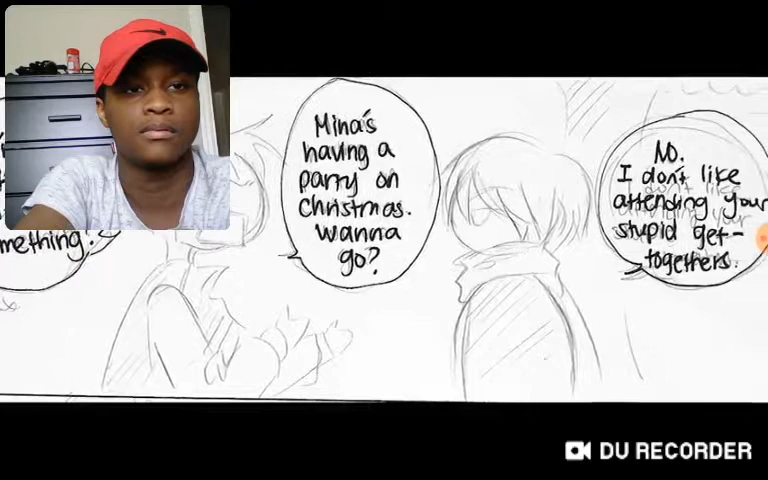 mething!
Mina's
having a
party on
Christmas.
wanna
go?
No.
I don't like
attending your
stupid get-
togethers.
DU RECORDER